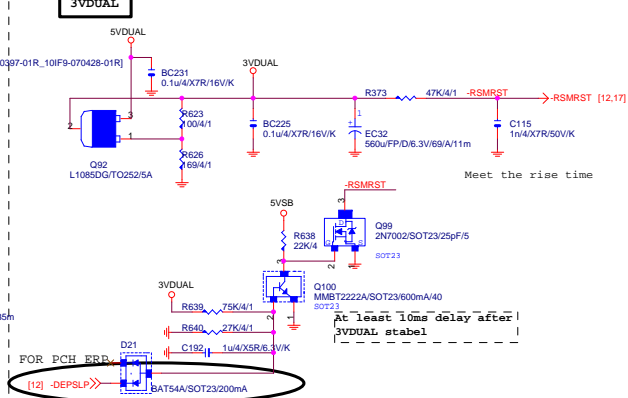 3VDUAL
5VDUAL
0397-01R_10IF9-070428-01R]
BC231
0.1u/4/X7R/16V/K
3VDUAL
R373
47K/4/1
-RSMRST
-RSMRST [12,17]
2
3
1
R623
100/4/1
BC225
0.1u/4/X7R/16V/K
1
+
EC32
560u/FP/D/6.3V/69/A/11m
C115
1n/4/X7R/50V/K
R626
169/4/1
Q92
L1085DG/TO252/5A
Meet the rise time
-RSMRST
5VSB
3
R638
22K/4
D
G
S
Q99
2N7002/SOT23/25pF/5
SOT23
2
1
3
3VDUAL
Q100
MMBT2222A/SOT23/600mA/40
SOT23
R639
75K/4/1
2
1
At least 10ms delay after
3VDUAL stabel
R640
27K/4/1
C192
1u/4/X5R/6.3V/K
D21
FOR PCH ERP
[12] -DEPSLP
BAT54A/SOT23/200mA